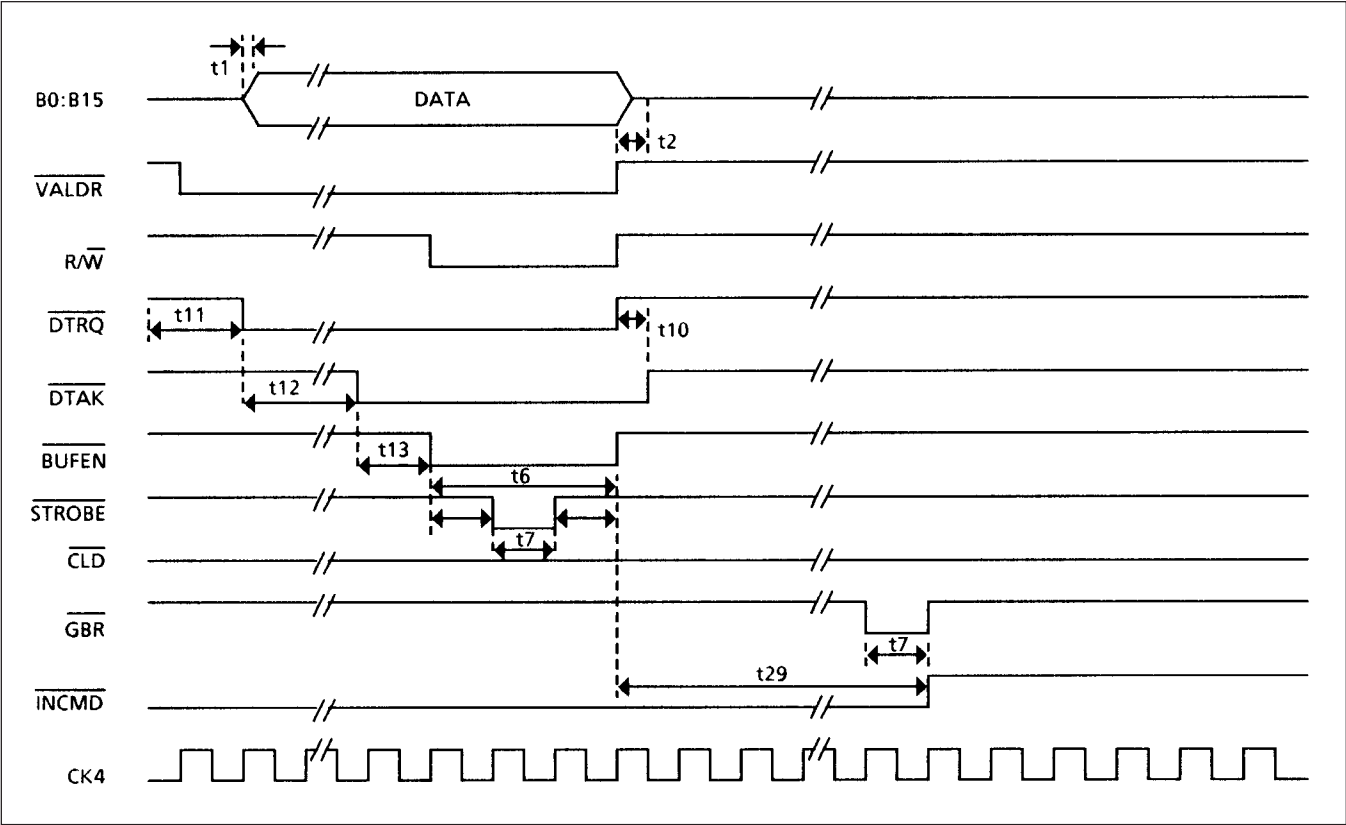 t1
B0:B15
DATA
t2
VALDR
R/W
DTRQ
t11
t10
DTAK
t12
BUFEN
t13
t6
STROBE
t7
CLD
GBR
t7
t29
INCMD
CK4